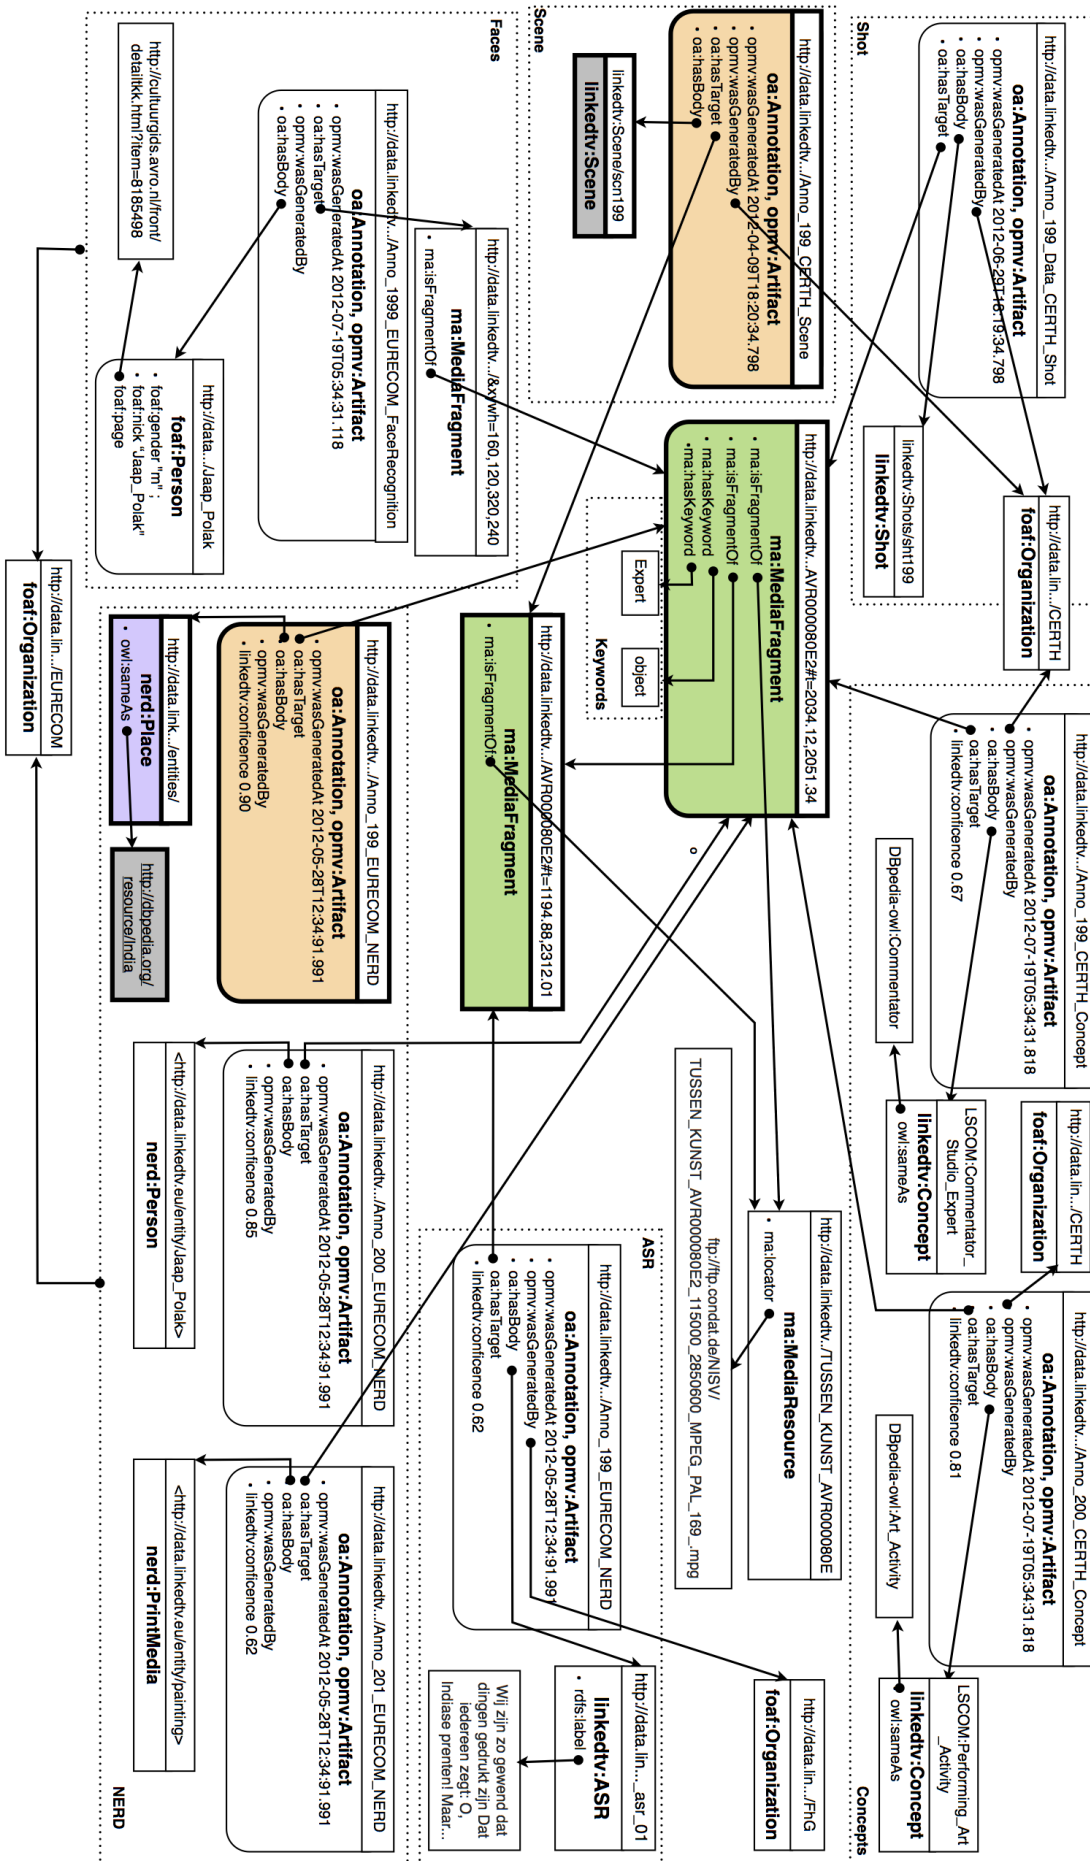 Shot
http://data.linkedtv.../Anno_199_Data_CERTH_Shot
oa:Annotation, opmv:Artifact
• opmv:wasGeneratedAt 2012-06-29T18:19:34.798
• opmv:wasGeneratedBy
• oa:hasBody
• oa:hasTarget
http://data.lin.../CERTH
foaf:Organization
linkedtv:Shots/sht199
linkedtv:Shot
http://data.linkedtv.../Anno_199_CERTH_Concept
oa:Annotation, opmv:Artifact
• opmv:wasGeneratedAt 2012-07-19T05:34:31.818
• opmv:wasGeneratedBy
• oa:hasBody
• oa:hasTarget
• linkedtv:conficence 0.67
DBpedia-owl:Commentator
LSCOM:Commentator_
Studio_Expert
linkedtv:Concept
• owl:sameAs
http://data.lin.../CERTH
foaf:Organization
http://data.linkedtv.../Anno_200_CERTH_Concept
oa:Annotation, opmv:Artifact
• opmv:wasGeneratedAt 2012-07-19T05:34:31.818
• opmv:wasGeneratedBy
• oa:hasBody
• oa:hasTarget
• linkedtv:conficence 0.81
DBpedia-owl:Art_Activity
LSCOM:Performing_Art
_Activity
linkedtv:Concept
• owl:sameAs
Concepts
Scene
http://data.linkedtv.../Anno_199_CERTH_Scene
oa:Annotation, opmv:Artifact
• opmv:wasGeneratedAt 2012-04-09T18:20:34.798
• opmv:wasGeneratedBy
• oa:hasTarget
• oa:hasBody
linkedtv:Scene/scn199
linkedtv:Scene
http://data.linkedtv...AVR000080E2#t=2034.12,2051.34
ma:MediaFragment
• ma:isFragmentOf
• ma:isFragmentOf
• ma:hasKeyword
•ma:hasKeyword
Expert
object
Keywords
http://data.linkedtv../TUSSEN_KUNST_AVR000080E
ma:MediaResource
• ma:locator
ftp://ftp.condat.de/NISV/
TUSSEN_KUNST_AVR000080E2_115000_2850600_MPEG_PAL_169_.mpg
http://data.lin.../FhG
foaf:Organization
Faces
http://data.linkedtv.../&xywh=160,120,320,240
ma:MediaFragment
• ma:isFragmentOf
http://data.linkedtv.../Anno_1999_EURECOM_FaceRecognition
oa:Annotation, opmv:Artifact
• opmv:wasGeneratedAt 2012-07-19T05:34:31.118
• opmv:wasGeneratedBy
• oa:hasTarget
• oa:hasBody
http://cultuurgids.avro.nl/front/
detailtkk.html?item=8185498
http://data.../Jaap_Polak
foaf:Person
• foaf:gender "m" ;
• foaf:nick "Jaap_Polak"
• foaf:page
http://data.linkedtv.../AVR000080E2#t=1194.88,2312.01
ma:MediaFragment
• ma:isFragmentOf
ASR
http://data.linkedtv.../Anno_199_EURECOM_NERD
oa:Annotation, opmv:Artifact
• opmv:wasGeneratedAt 2012-05-28T12:34:91.991
• opmv:wasGeneratedBy
• oa:hasBody
• oa:hasTarget
• linkedtv:conficence 0.62
http://data.lin..._asr_01
linkedtv:ASR
• rdfs:label
Wij zijn zo gewend dat
dingen gedrukt zijn Dat
iedereen zegt: O,
Indiase prenten! Maar...
http://data.linkedtv.../Anno_199_EURECOM_NERD
oa:Annotation, opmv:Artifact
• opmv:wasGeneratedAt 2012-05-28T12:34:91.991
• oa:hasTarget
• oa:hasBody
• opmv:wasGeneratedBy
• linkedtv:conficence 0.90
http://data.link.../entities/
nerd:Place
• owl:sameAs
http://dbpedia.org/
resource/India
http://data.linkedtv.../Anno_200_EURECOM_NERD
oa:Annotation, opmv:Artifact
• opmv:wasGeneratedAt 2012-05-28T12:34:91.991
• oa:hasTarget
• oa:hasBody
• opmv:wasGeneratedBy
• linkedtv:conficence 0.85
<http://data.linkedtv.eu/entity/Jaap_Polak>
nerd:Person
http://data.linkedtv.../Anno_201_EURECOM_NERD
oa:Annotation, opmv:Artifact
• opmv:wasGeneratedAt 2012-05-28T12:34:91.991
• oa:hasTarget
• oa:hasBody
• opmv:wasGeneratedBy
• linkedtv:conficence 0.62
<http://data.linkedtv.eu/entity/painting>
nerd:PrintMedia
NERD
http://data.lin.../EURECOM
foaf:Organization